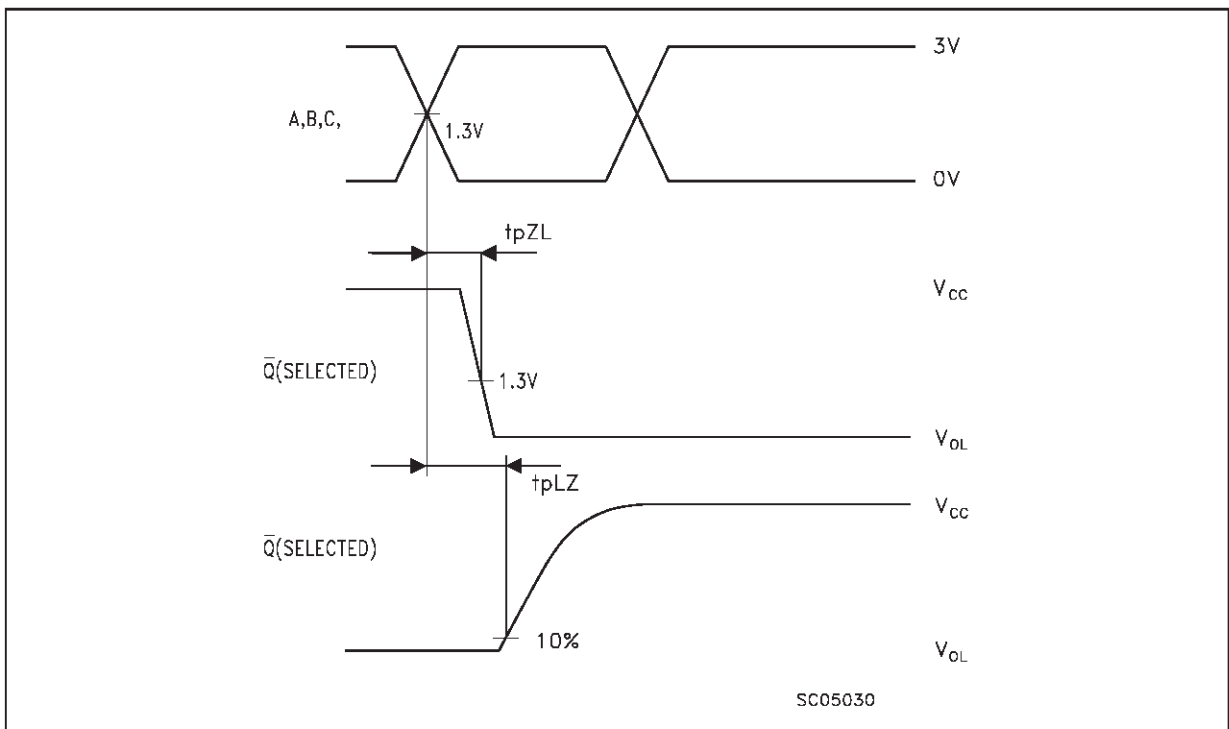 3V
A,B,C,
1.3V
0V
tpZL
VCC
Q̅(SELECTED)
1.3V
VOL
tpLZ
VCC
Q̅(SELECTED)
10%
VOL
SC05030